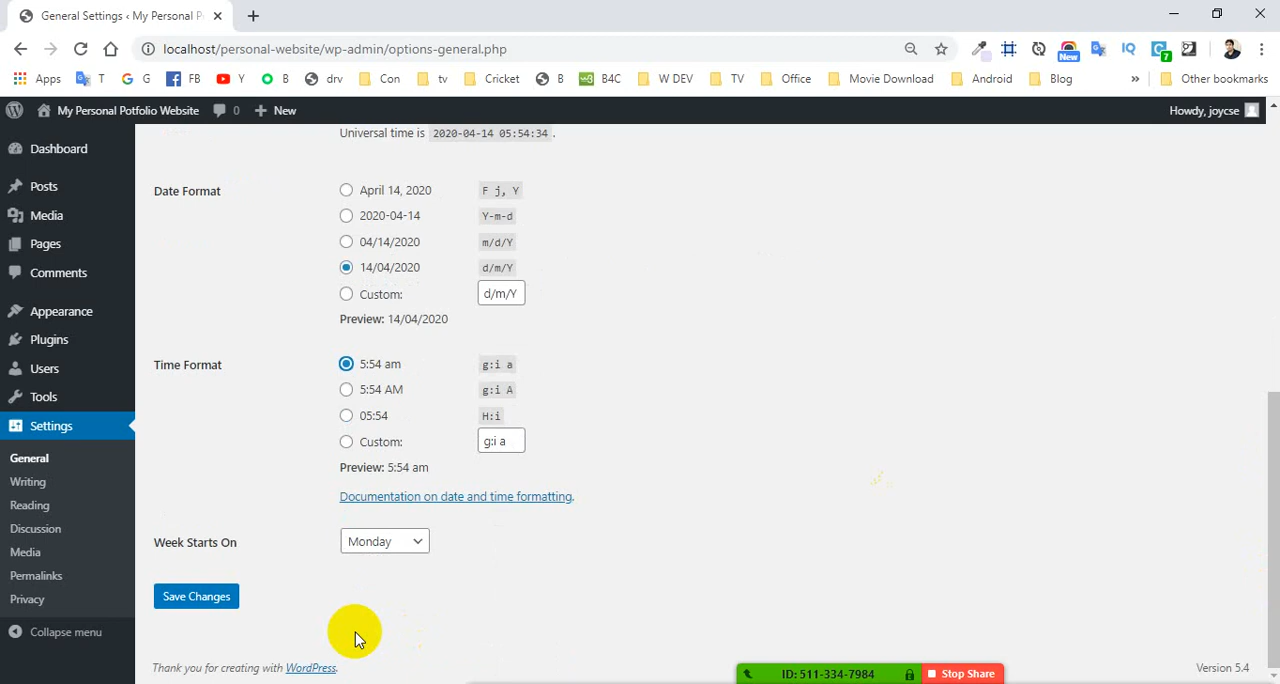 General Settings ‹ My Personal P
localhost/personal-website/wp-admin/options-general.php
New
7
Apps T G FB Y B drv Con tv Cricket B B4C W DEV TV Office Movie Download Android Blog » Other bookmarks
My Personal Potfolio Website 0 + New Howdy, joycse
Dashboard
Posts
Media
Pages
Comments
Appearance
Plugins
Users
Tools
Settings
General
Writing
Reading
Discussion
Media
Permalinks
Privacy
Collapse menu
Universal time is 2020-04-14 05:54:34 .
Date Format
April 14, 2020 F j, Y
2020-04-14 Y-m-d
04/14/2020 m/d/Y
14/04/2020 d/m/Y
Custom: d/m/Y
Preview: 14/04/2020
Time Format
5:54 am g:i a
5:54 AM g:i A
05:54 H:i
Custom: g:i a
Preview: 5:54 am
Documentation on date and time formatting.
Week Starts On Monday
Save Changes
Thank you for creating with WordPress.
Version 5.4
ID: 511-334-7984 Stop Share